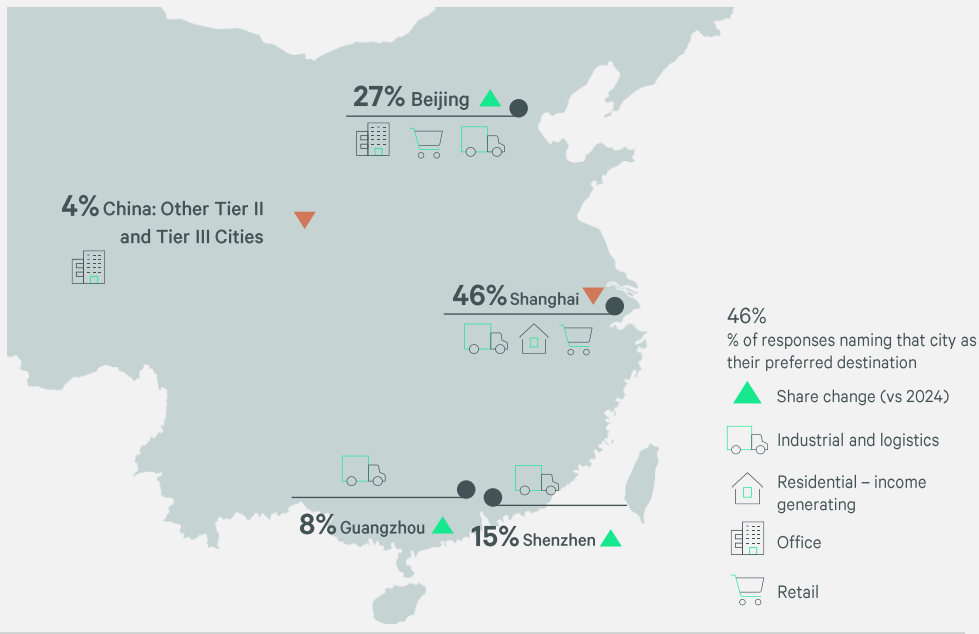 27% Beijing
4% China: Other Tier II
and Tier III Cities
46% Shanghai
8% Guangzhou
15% Shenzhen
46%
% of responses naming that city as
their preferred destination
Share change (vs 2024)
Industrial and logistics
Residential – income
generating
Office
Retail